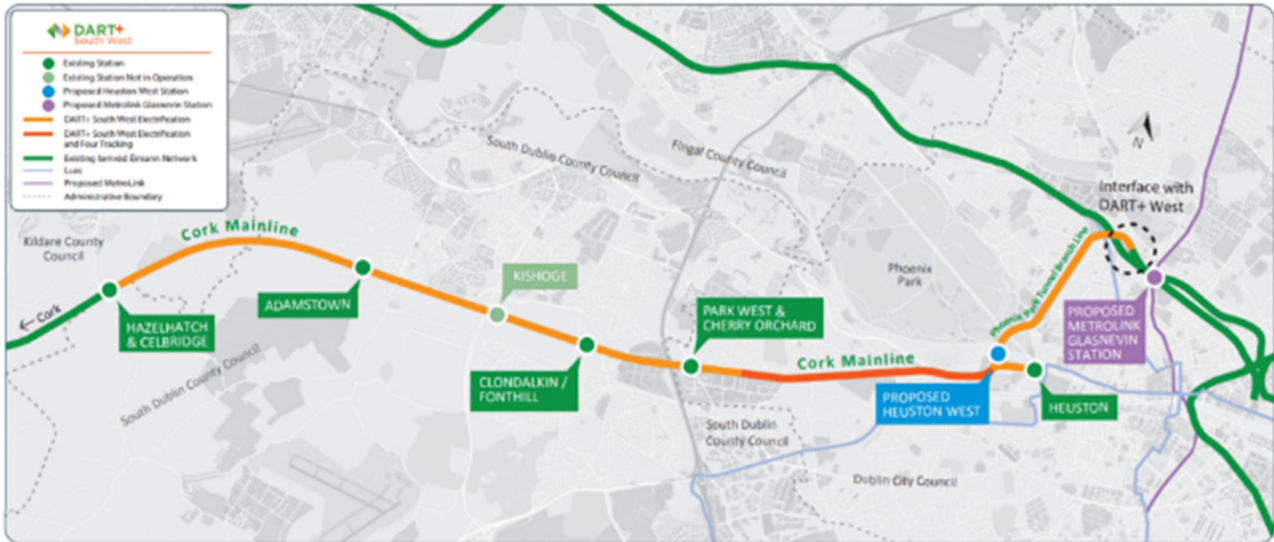 DART+
South West
Existing Station
Existing Station Not In Operation
Proposed Heuston West Station
Proposed Metrolink Glasnevin Station
DART+ South West Electrification
DART+ South West Electrification
and Four Tracking
Existing Iarnród Éireann Network
Luas
Proposed MetroLink
Administrative Boundary
N
South Dublin County Council
Fingal County Council
Interface with
DART+ West
Kildare County
Council
Cork Mainline
Phoenix
Park
Phoenix Park Tunnel Branch Line
KISHOGE
ADAMSTOWN
← Cork
HAZELHATCH
& CELBRIDGE
PARK WEST &
CHERRY ORCHARD
PROPOSED
METROLINK
GLASNEVIN
STATION
South Dublin County Council
CLONDALKIN /
FONTHILL
Cork Mainline
PROPOSED
HEUSTON WEST
HEUSTON
South Dublin
County Council
Dublin City Council